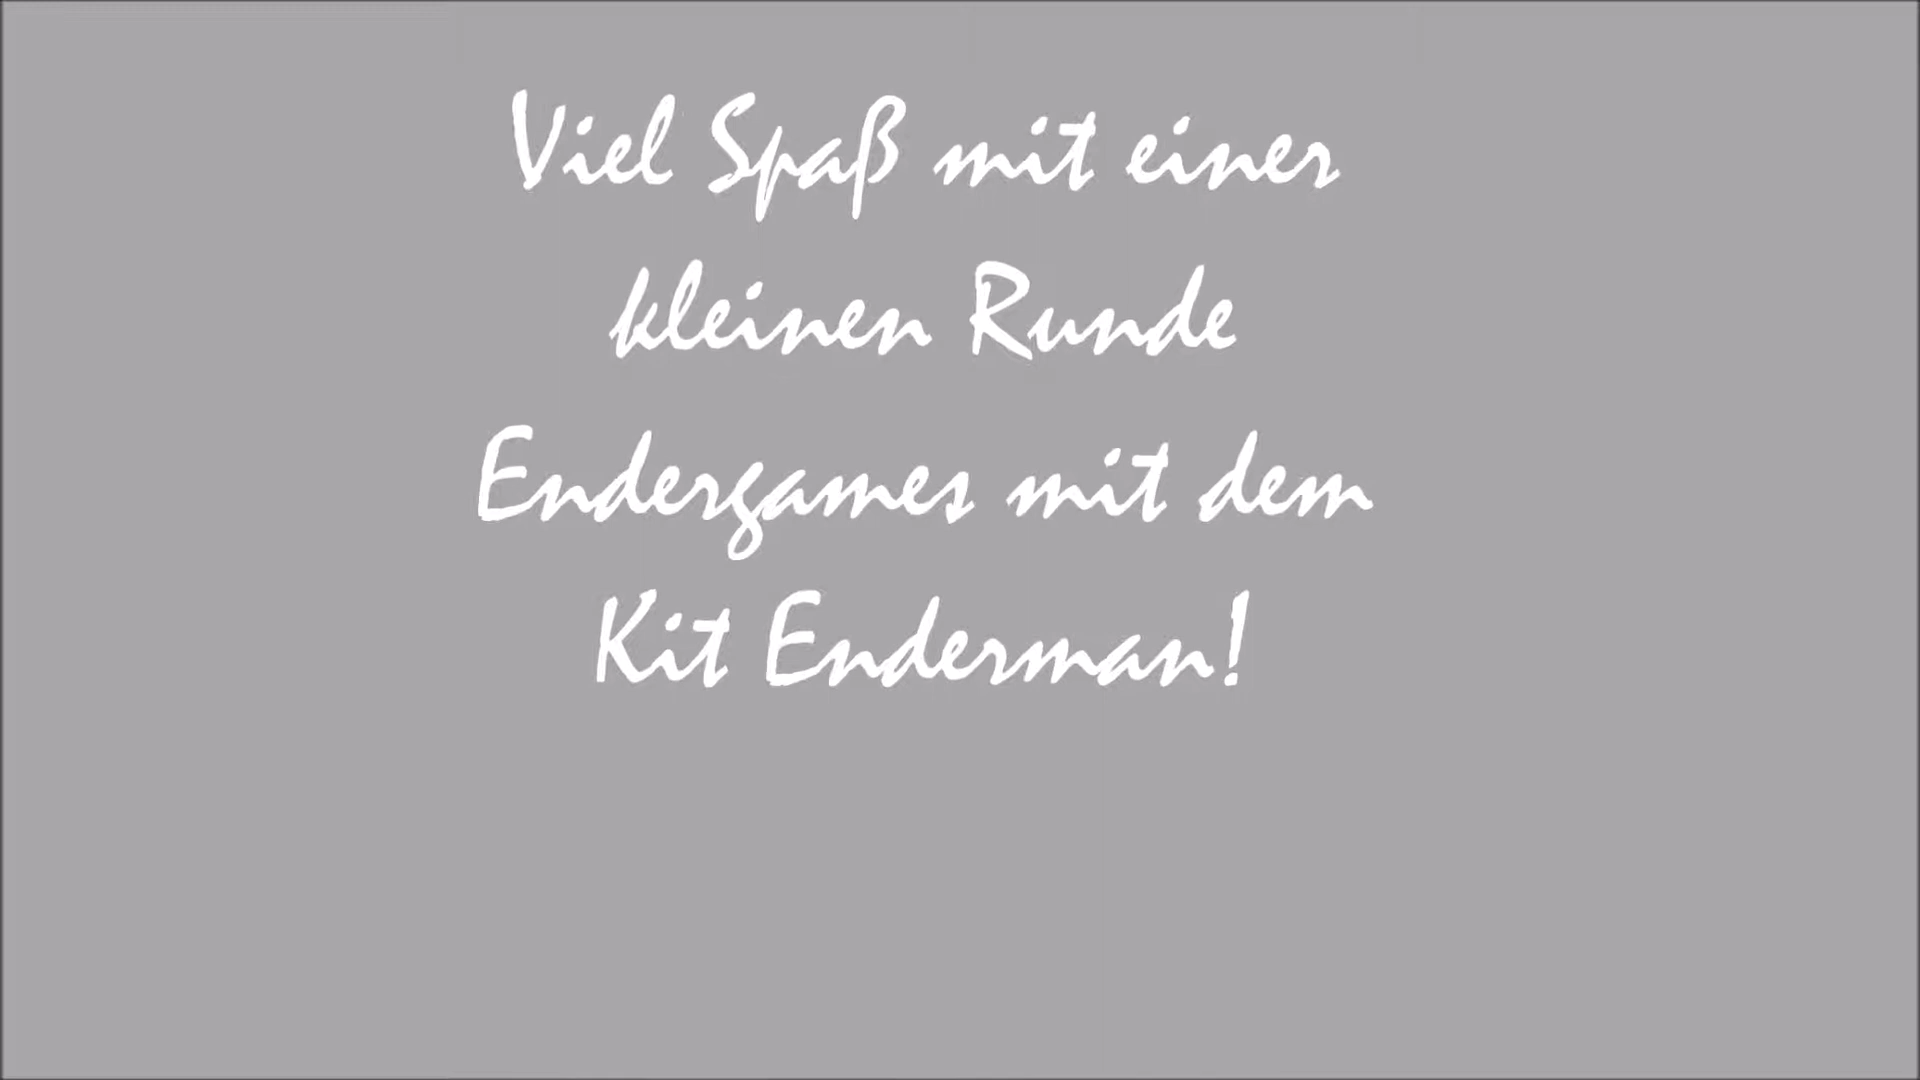 Viel Spaß mit einer
kleinen Runde
Endergames mit dem
Kit Enderman!